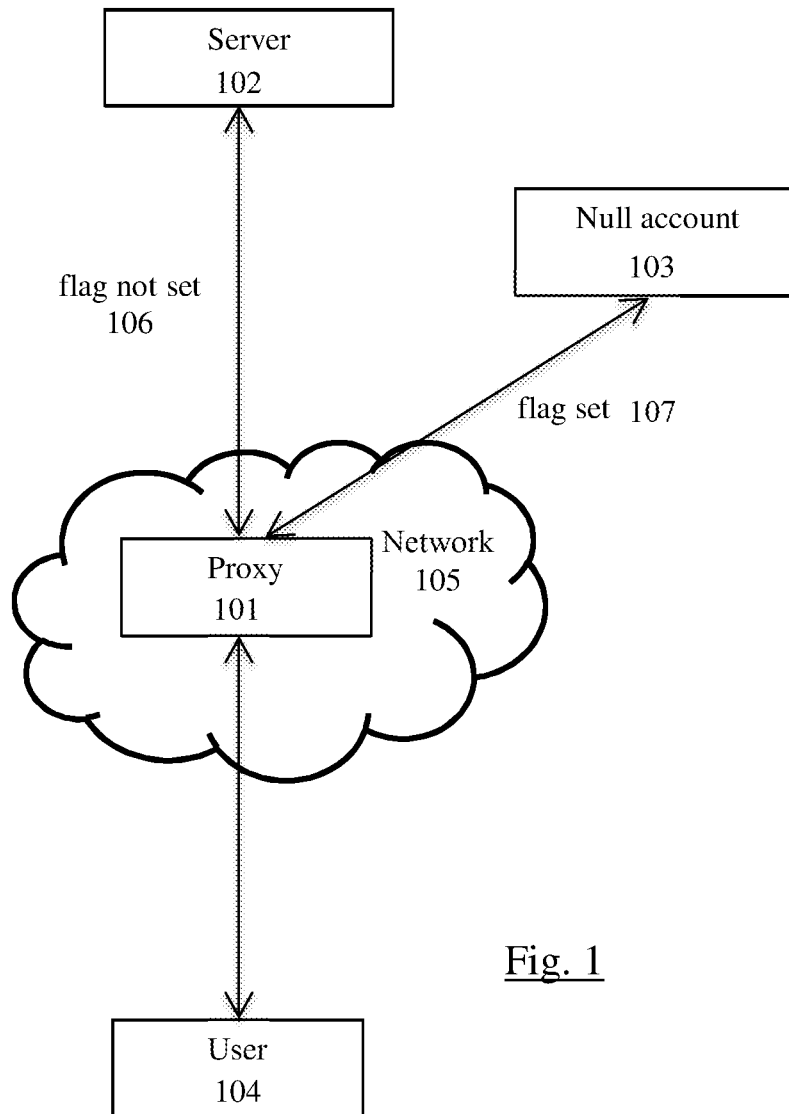 Server
102
Null account
103
flag not set
106
flag set 107
Network
105
Proxy
101
Fig. 1
User
104